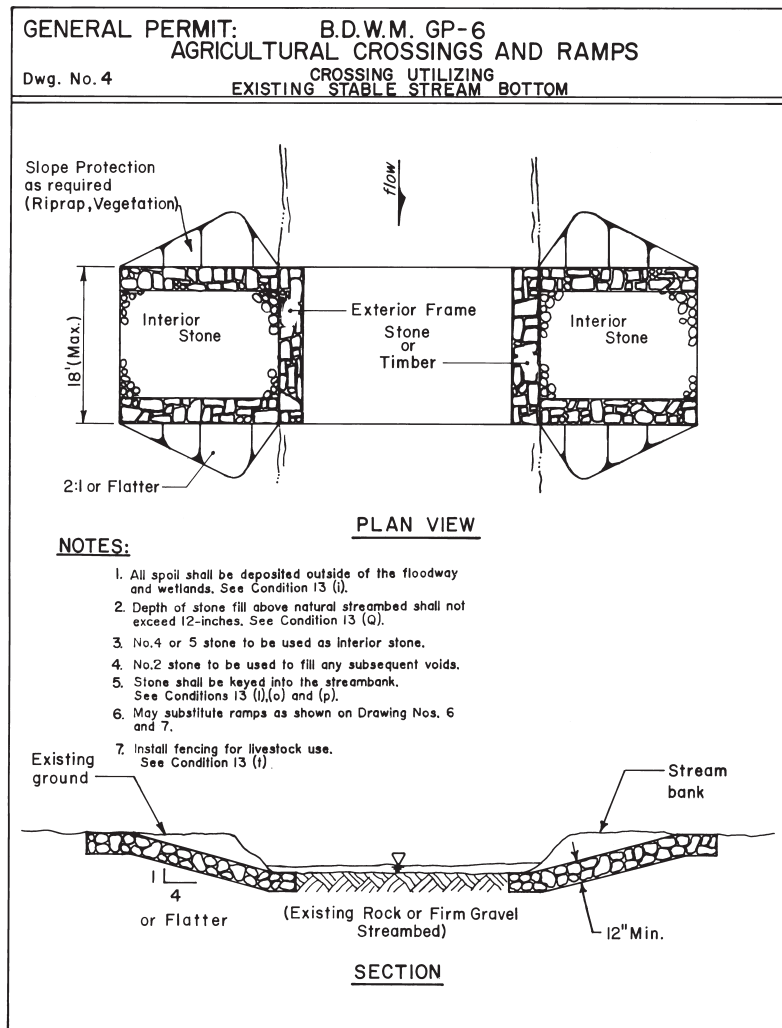 GENERAL PERMIT: B.D.W.M. GP-6
AGRICULTURAL CROSSINGS AND RAMPS
Dwg. No. 4
CROSSING UTILIZING
EXISTING STABLE STREAM BOTTOM
Slope Protection
as required
(Riprap, Vegetation)
flow
18' (Max.)
Interior
Stone
Exterior Frame
Stone
or
Timber
Interior
Stone
2:1 or Flatter
PLAN VIEW
NOTES:
1. All spoil shall be deposited outside of the floodway
and wetlands. See Condition 13 (i).
2. Depth of stone fill above natural streambed shall not
exceed 12-inches. See Condition 13 (Q).
3. No.4 or 5 stone to be used as interior stone.
4. No.2 stone to be used to fill any subsequent voids.
5. Stone shall be keyed into the streambank.
See Conditions 13 (l),(o) and (p).
6. May substitute ramps as shown on Drawing Nos. 6
and 7.
7. Install fencing for livestock use.
See Condition 13 (t)
Existing
ground
Stream
bank
1
4
or Flatter
(Existing Rock or Firm Gravel
Streambed)
12" Min.
SECTION